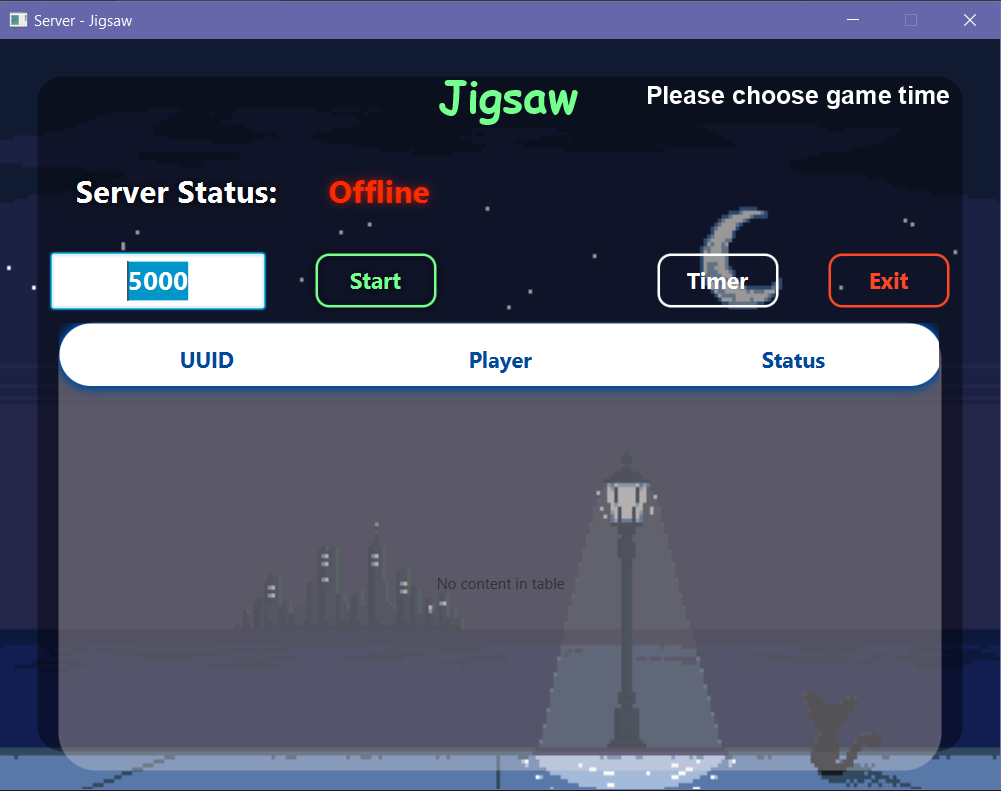 Server - Jigsaw
Jigsaw
Please choose game time
Server Status: Offline
5000 Start Timer Exit
UUID Player Status
No content in table